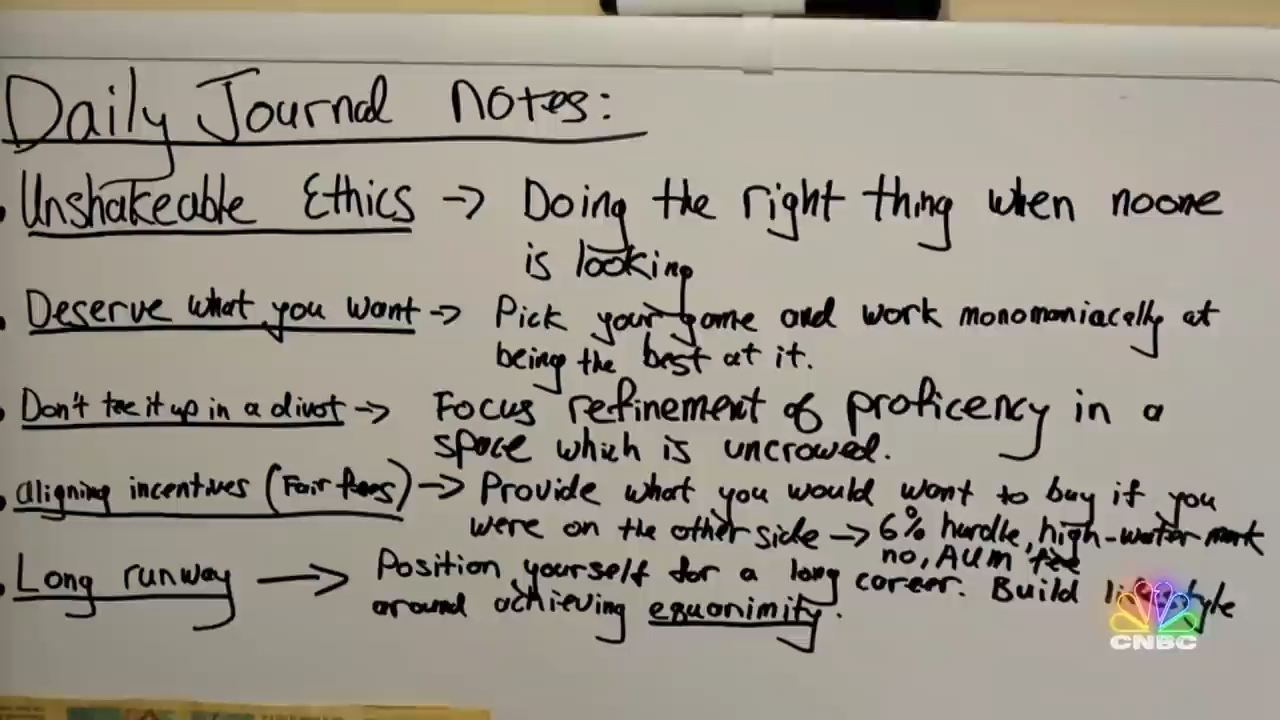 Daily Journal Notes:
• Unshakeable Ethics → Doing the right thing when noone
is looking
• Deserve what you want → Pick your game and work monomaniacally at
being the best at it.
• Don't tee it up in a divot → Focus refinement of proficency in a
space which is uncrowed.
• aligning incentives (Fair fees) → Provide what you would want to buy if you
were on the other side → 6% hurdle, high-water mark
no, AUM fee
• Long runway → Position yourself for a long career. Build lifestyle
around achieving equanimity.
CNBC